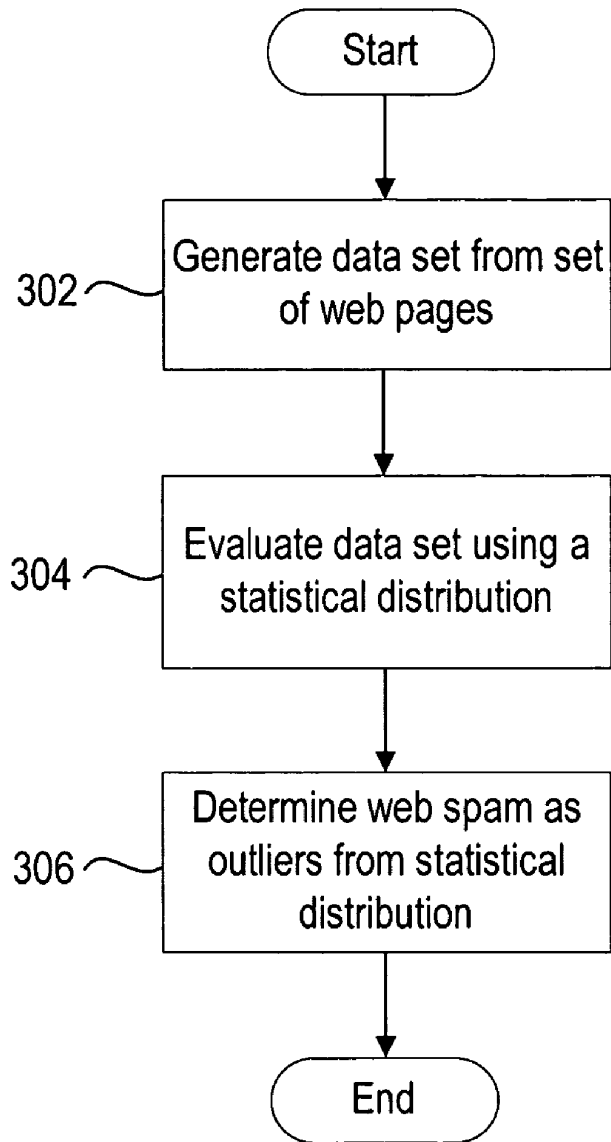 Start
302
Generate data set from set
of web pages
304
Evaluate data set using a
statistical distribution
306
Determine web spam as
outliers from statistical
distribution
End